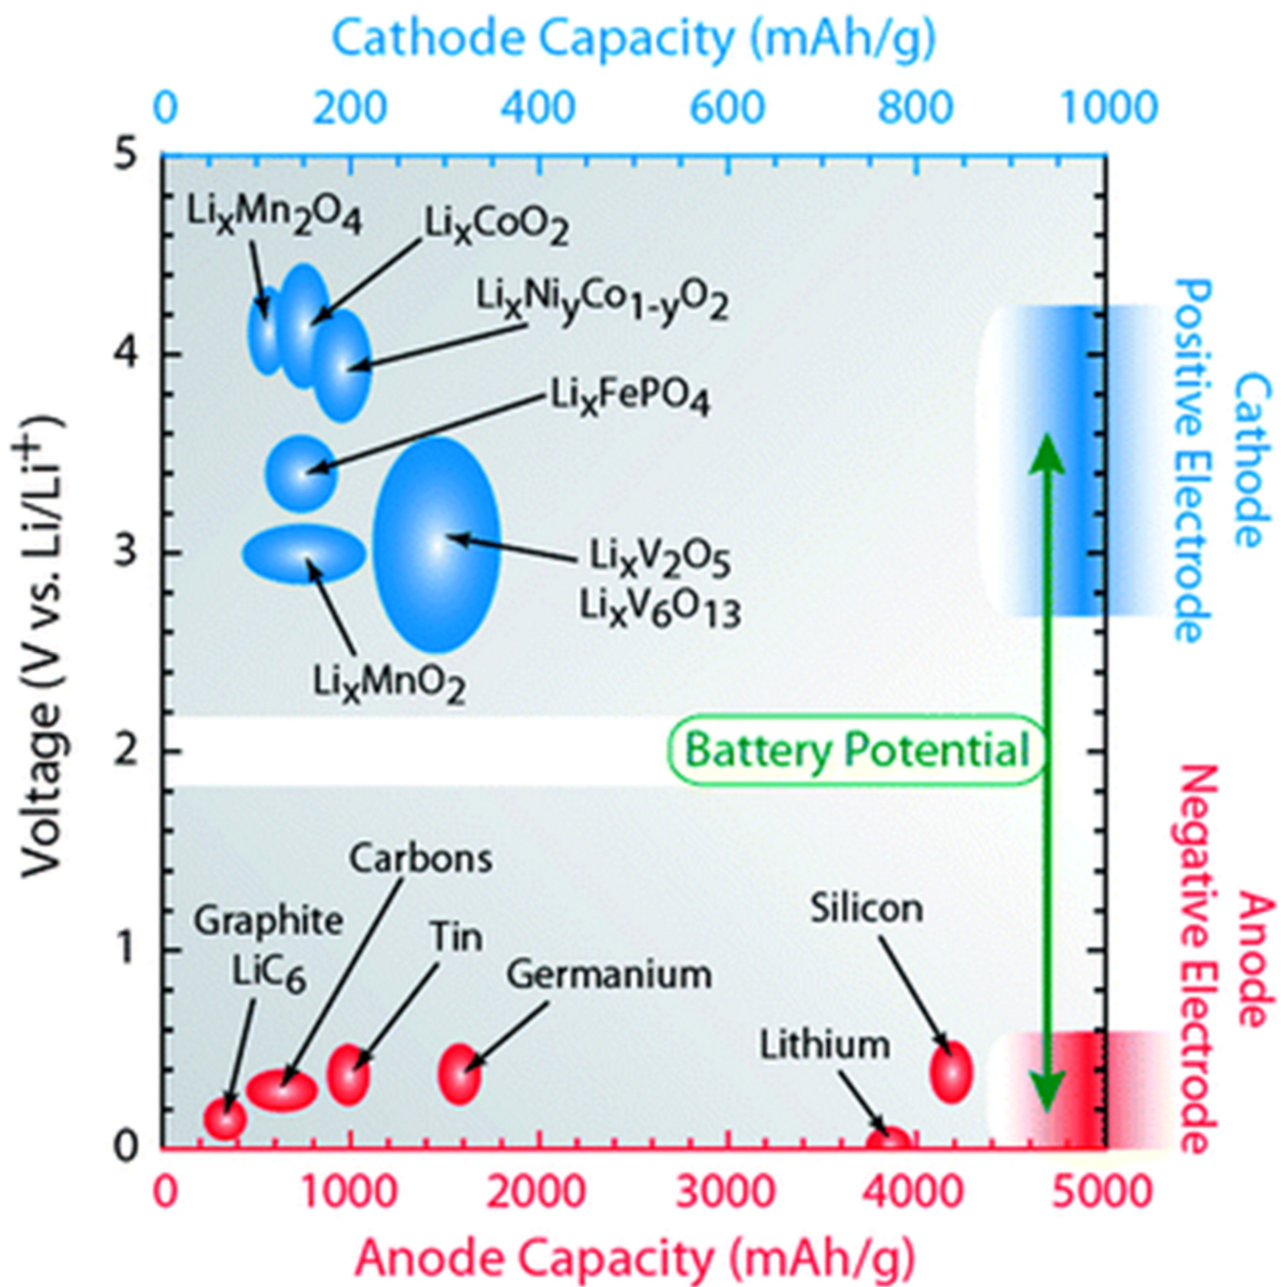 Cathode Capacity (mAh/g)
0 200 400 600 800 1000
5
4
3
2
1
0
Voltage (V vs. Li/Li⁺)
LiₓMn₂O₄
LiₓCoO₂
LiₓNiᵧCo₁₋ᵧO₂
LiₓFePO₄
LiₓV₂O₅
LiₓV₆O₁₃
LiₓMnO₂
Battery Potential
Carbons
Graphite
LiC₆
Tin
Germanium
Silicon
Lithium
Cathode
Positive Electrode
Anode
Negative Electrode
0 1000 2000 3000 4000 5000
Anode Capacity (mAh/g)